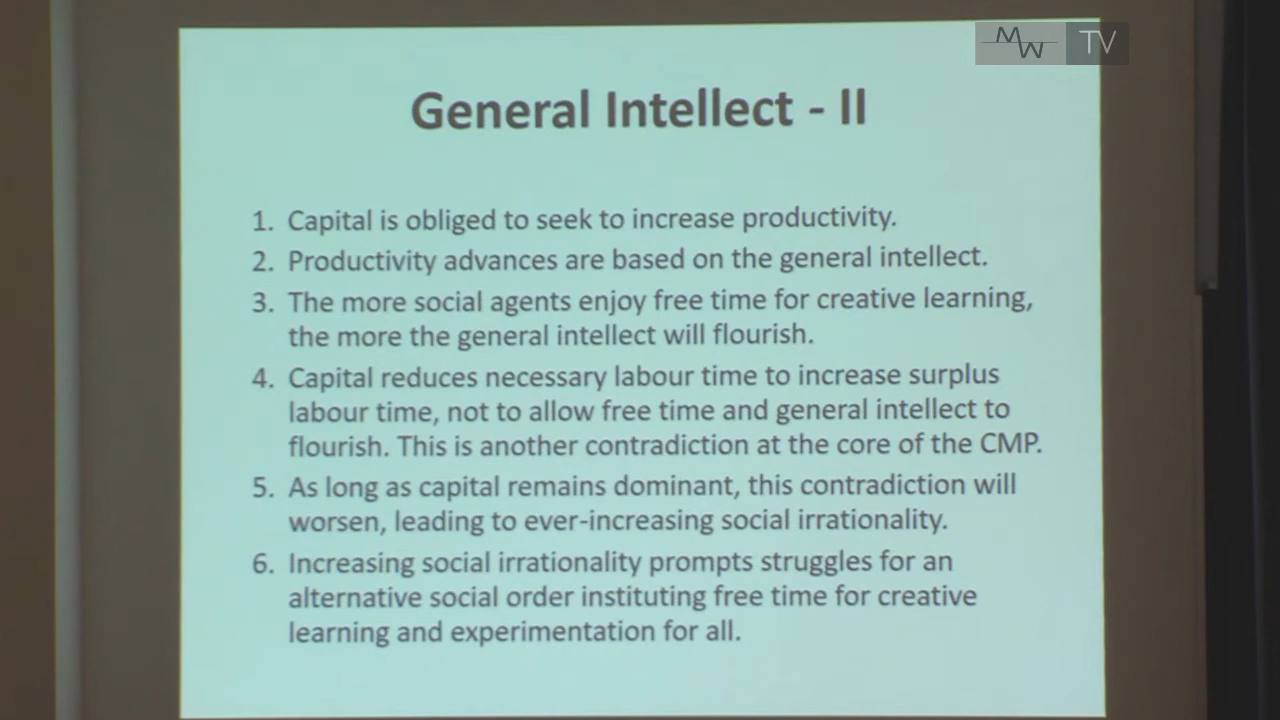 MW TV
General Intellect - II
1. Capital is obliged to seek to increase productivity.
2. Productivity advances are based on the general intellect.
3. The more social agents enjoy free time for creative learning,
the more the general intellect will flourish.
4. Capital reduces necessary labour time to increase surplus
labour time, not to allow free time and general intellect to
flourish. This is another contradiction at the core of the CMP.
5. As long as capital remains dominant, this contradiction will
worsen, leading to ever-increasing social irrationality.
6. Increasing social irrationality prompts struggles for an
alternative social order instituting free time for creative
learning and experimentation for all.